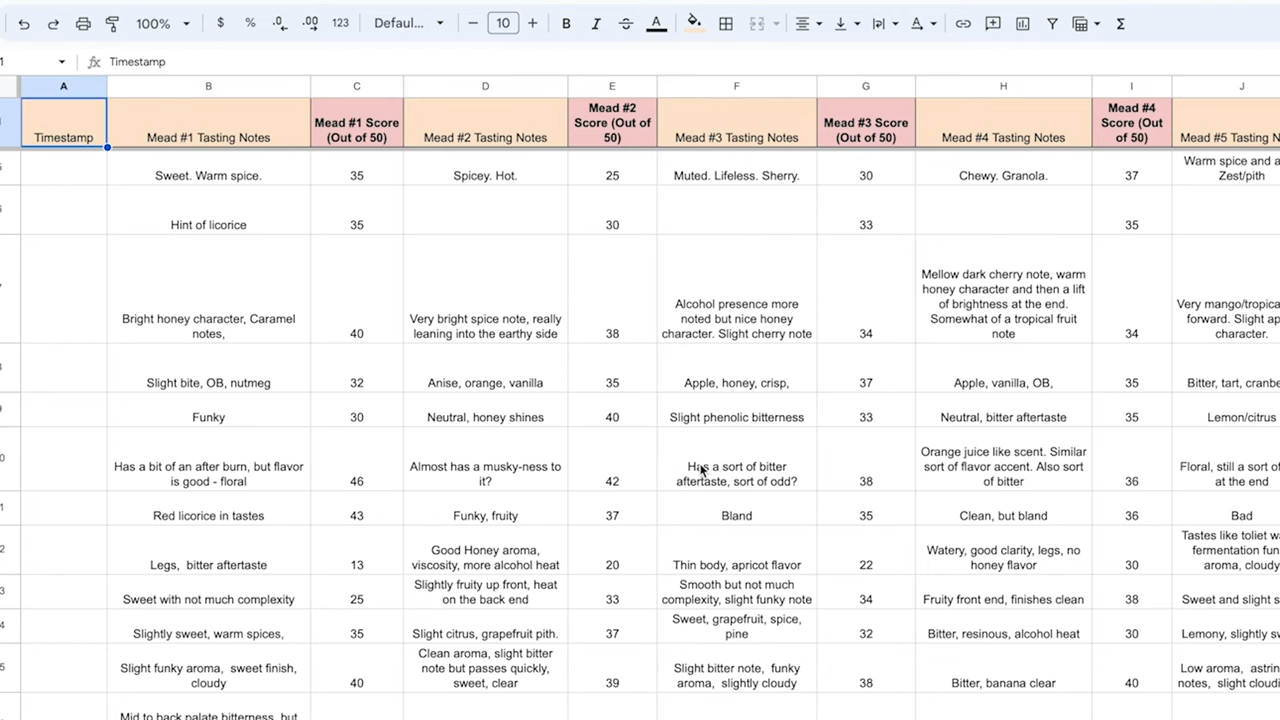 100% $ % .0 .00 123 Defaul... 10 B I A Σ
fx Timestamp
A B C D E F G H I J
Timestamp
Mead #1 Tasting Notes
Mead #1 Score
(Out of 50)
Mead #2 Tasting Notes
Mead #2
Score (Out of
50)
Mead #3 Tasting Notes
Mead #3 Score
(Out of 50)
Mead #4 Tasting Notes
Mead #4
Score (Out
of 50)
Mead #5 Tasting
Sweet. Warm spice.
35
Spicey. Hot.
25
Muted. Lifeless. Sherry.
30
Chewy. Granola.
37
Warm spice and
Zest/pith
Hint of licorice
35
30
33
35
Bright honey character, Caramel
notes,
40
Very bright spice note, really
leaning into the earthy side
38
Alcohol presence more
noted but nice honey
character. Slight cherry note
34
Mellow dark cherry note, warm
honey character and then a lift
of brightness at the end.
Somewhat of a tropical fruit
note
34
Very mango/tropica
forward. Slight ap
character.
Slight bite, OB, nutmeg
32
Anise, orange, vanilla
35
Apple, honey, crisp,
37
Apple, vanilla, OB,
35
Bitter, tart, cranbe
Funky
30
Neutral, honey shines
40
Slight phenolic bitterness
33
Neutral, bitter aftertaste
35
Lemon/citrus
Has a bit of an after burn, but flavor
is good - floral
46
Almost has a musky-ness to
it?
42
Has a sort of bitter
aftertaste, sort of odd?
38
Orange juice like scent. Similar
sort of flavor accent. Also sort
of bitter
36
Floral, still a sort of
at the end
Red licorice in tastes
43
Funky, fruity
37
Bland
35
Clean, but bland
36
Bad
Legs, bitter aftertaste
13
Good Honey aroma,
viscosity, more alcohol heat
20
Thin body, apricot flavor
22
Watery, good clarity, legs, no
honey flavor
30
Tastes like toliet wa
fermentation fun
aroma, cloudy
Sweet with not much complexity
25
Slightly fruity up front, heat
on the back end
33
Smooth but not much
complexity, slight funky note
34
Fruity front end, finishes clean
38
Sweet and slight s
Slightly sweet, warm spices,
35
Slight citrus, grapefruit pith.
37
Sweet, grapefruit, spice,
pine
32
Bitter, resinous, alcohol heat
30
Lemony, slightly sw
Slight funky aroma, sweet finish,
cloudy
40
Clean aroma, slight bitter
note but passes quickly,
sweet, clear
39
Slight bitter note, funky
aroma, slightly cloudy
38
Bitter, banana clear
40
Low aroma, astrin
notes, slight cloudi
Mid to back palate bitterness, but